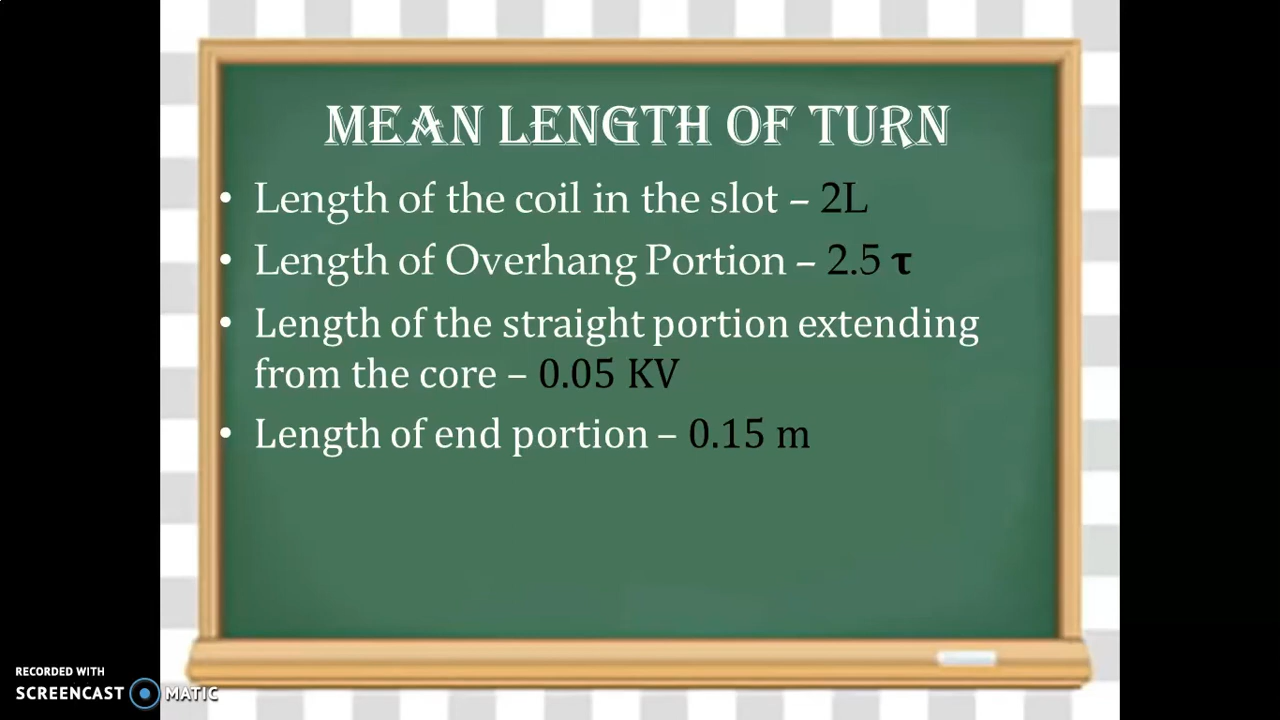 MEAN LENGTH OF TURN
• Length of the coil in the slot – 2L
• Length of Overhang Portion – 2.5 τ
• Length of the straight portion extending
from the core – 0.05 KV
• Length of end portion – 0.15 m
RECORDED WITH
SCREENCAST MATIC